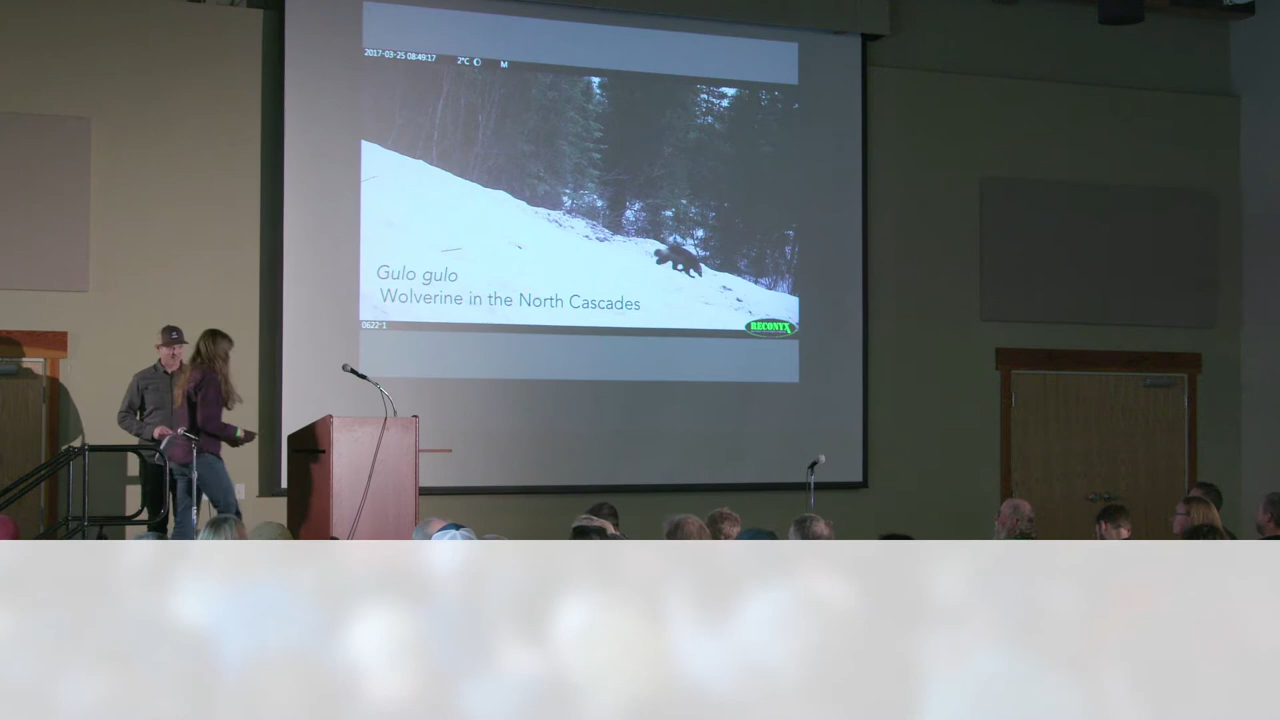 2017-03-25 08:49:17 2°C M
Gulo gulo
Wolverine in the North Cascades
0622-1
RECONYX